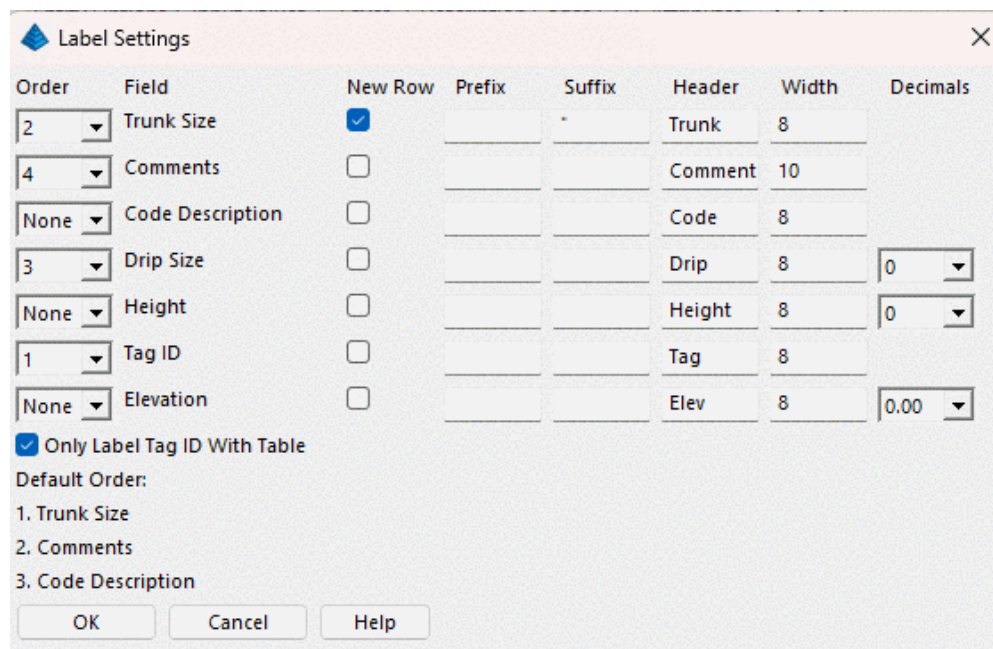 Label Settings
Order Field New Row Prefix Suffix Header Width Decimals
2 Trunk Size " Trunk 8
4 Comments Comment 10
None Code Description Code 8
3 Drip Size Drip 8 0
None Height Height 8 0
1 Tag ID Tag 8
None Elevation Elev 8 0.00
Only Label Tag ID With Table
Default Order:
1. Trunk Size
2. Comments
3. Code Description
OK Cancel Help